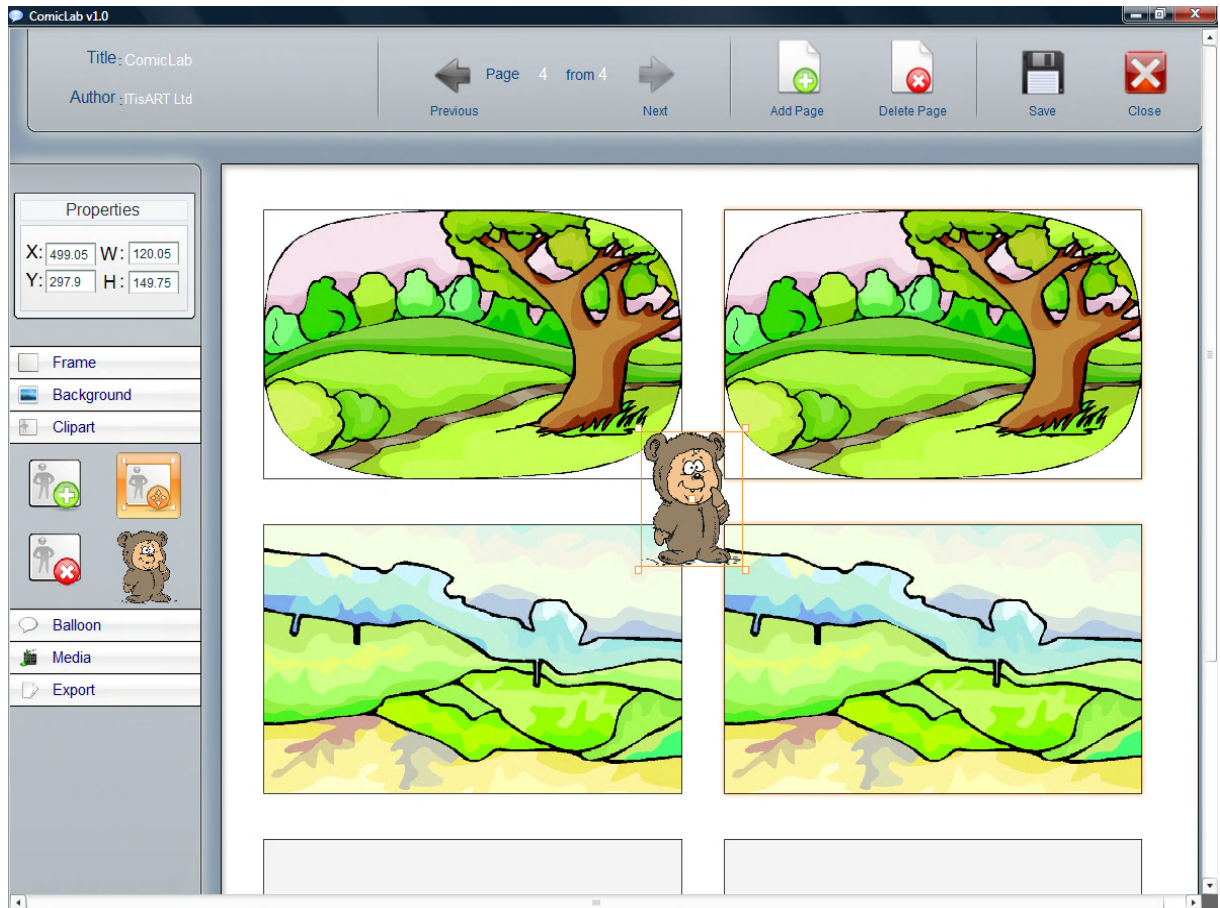 ComicLab v1.0
Title: ComicLab
Author: ITisART Ltd
Page 4 from 4
Previous
Next
Add Page
Delete Page
Save
Close
Properties
X: 499.05 W: 120.05
Y: 297.9 H: 149.75
Frame
Background
Clipart
Balloon
Media
Export